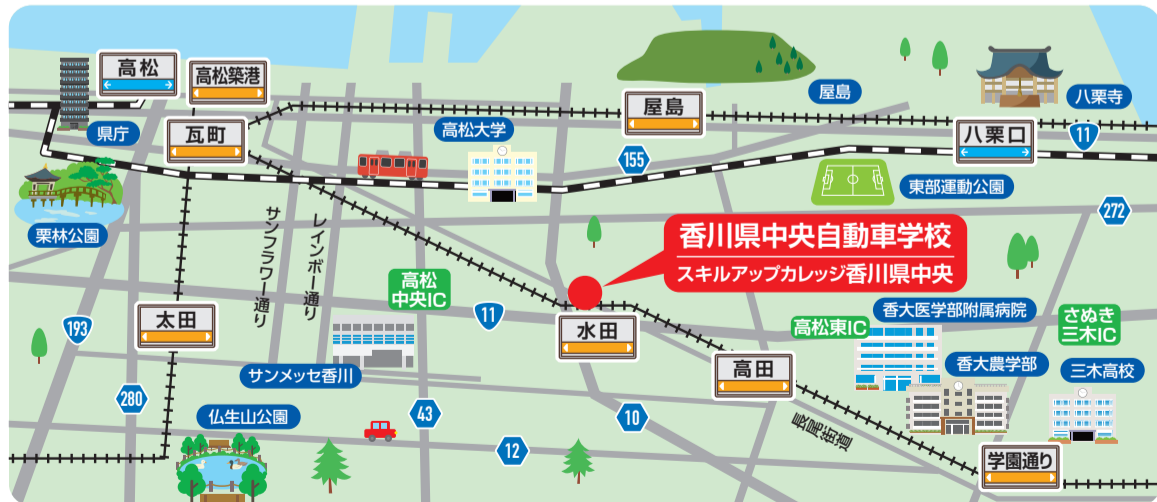 高松
高松築港
県庁
瓦町
高松大学
屋島
屋島
八栗寺
八栗口
11
155
東部運動公園
272
栗林公園
サンフラワー通り
レインボー通り
香川県中央自動車学校
スキルアップカレッジ香川県中央
高松
中央IC
11
193
太田
水田
高松東IC
香大医学部附属病院
さぬき
三木IC
サンメッセ香川
高田
香大農学部
三木高校
280
仏生山公園
43
10
12
長尾街道
学園通り